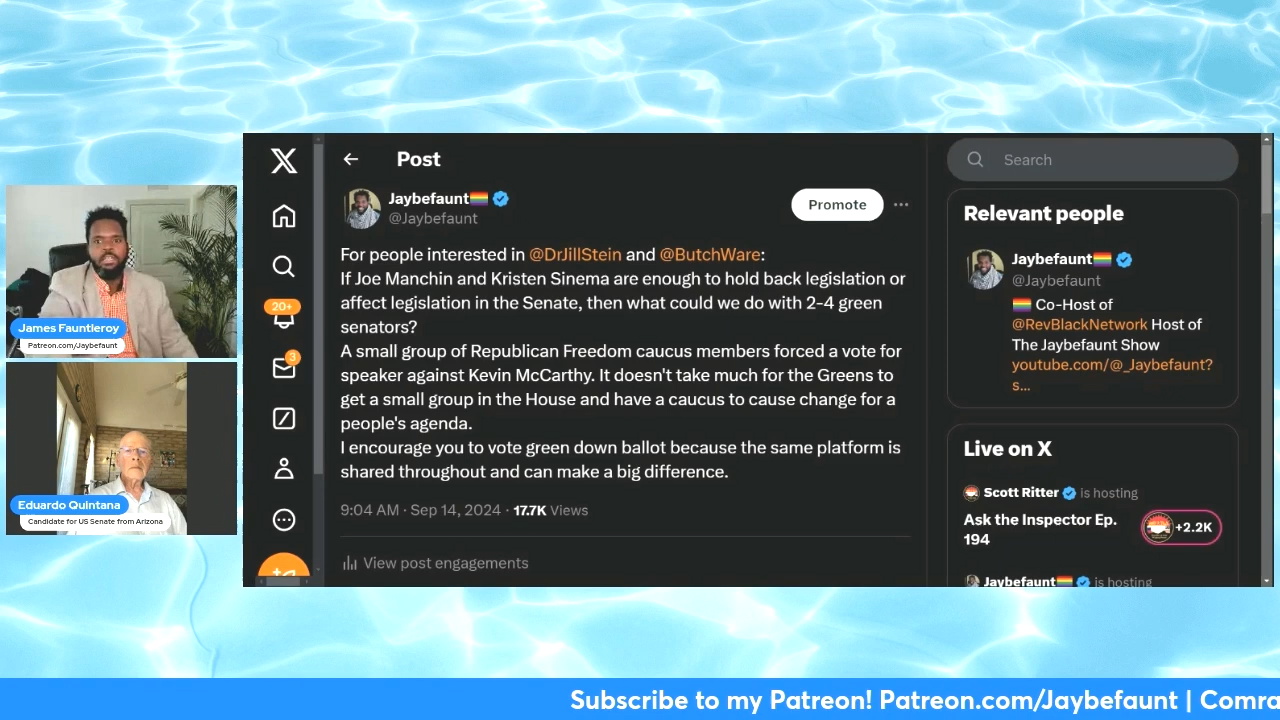 James Fauntleroy
Patreon.com/Jaybefaunt
Eduardo Quintana
Candidate for US Senate from Arizona
20+
3
Post
Jaybefaunt
@Jaybefaunt
Promote
For people interested in @DrJillStein and @ButchWare:
If Joe Manchin and Kristen Sinema are enough to hold back legislation or
affect legislation in the Senate, then what could we do with 2-4 green
senators?
A small group of Republican Freedom caucus members forced a vote for
speaker against Kevin McCarthy. It doesn't take much for the Greens to
get a small group in the House and have a caucus to cause change for a
people's agenda.
I encourage you to vote green down ballot because the same platform is
shared throughout and can make a big difference.
9:04 AM · Sep 14, 2024 · 17.7K Views
View post engagements
Search
Relevant people
Jaybefaunt
@Jaybefaunt
Co-Host of
@RevBlackNetwork Host of
The Jaybefaunt Show
youtube.com/@_Jaybefaunt?
s...
Live on X
Scott Ritter is hosting
Ask the Inspector Ep.
194
+2.2K
Jaybefaunt is hosting
Subscribe to my Patreon! Patreon.com/Jaybefaunt | Comra